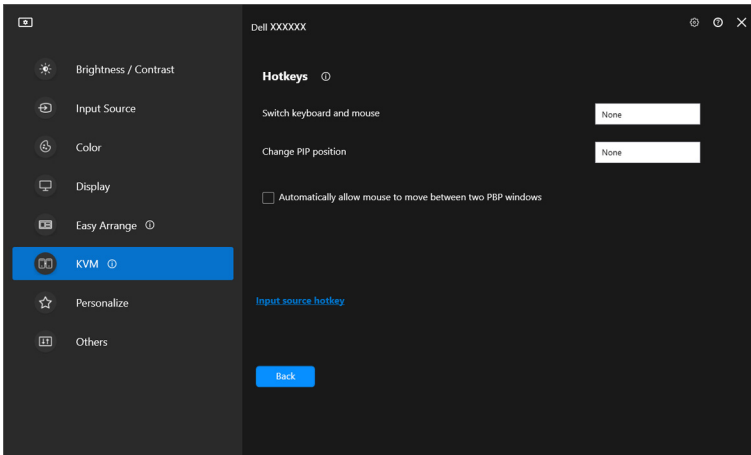 Dell XXXXXX
Brightness / Contrast
Input Source
Color
Display
Easy Arrange
KVM
Personalize
Others
Hotkeys
Switch keyboard and mouse
None
Change PIP position
None
Automatically allow mouse to move between two PBP windows
Input source hotkey
Back